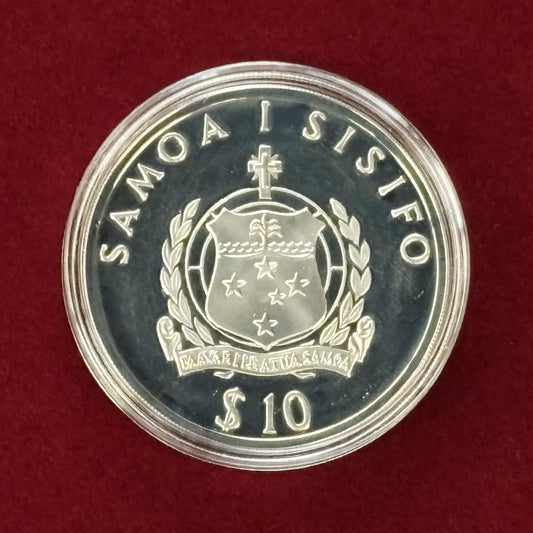 SAMOA I SISIFO
FAAVAE I LE ATUA SAMOA
$10